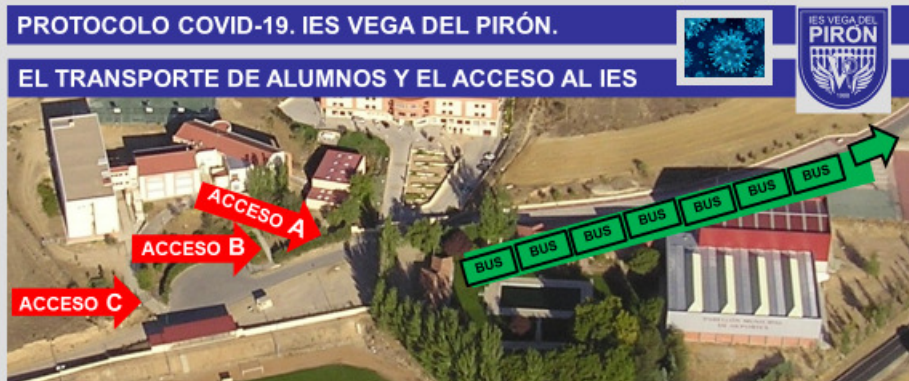 PROTOCOLO COVID-19. IES VEGA DEL PIRÓN.
IES VEGA DEL
PIRÓN
EL TRANSPORTE DE ALUMNOS Y EL ACCESO AL IES
ACCESO A
ACCESO B
ACCESO C
BUS BUS BUS BUS BUS BUS BUS